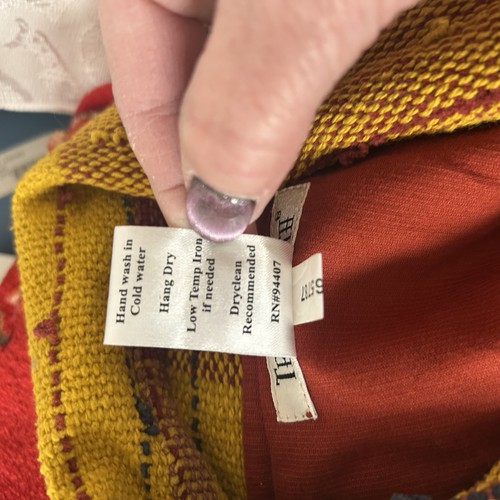 Hand wash in
Cold water
Hang Dry
Low Temp Iron
if needed
Dryclean
Recommended
RN#94407